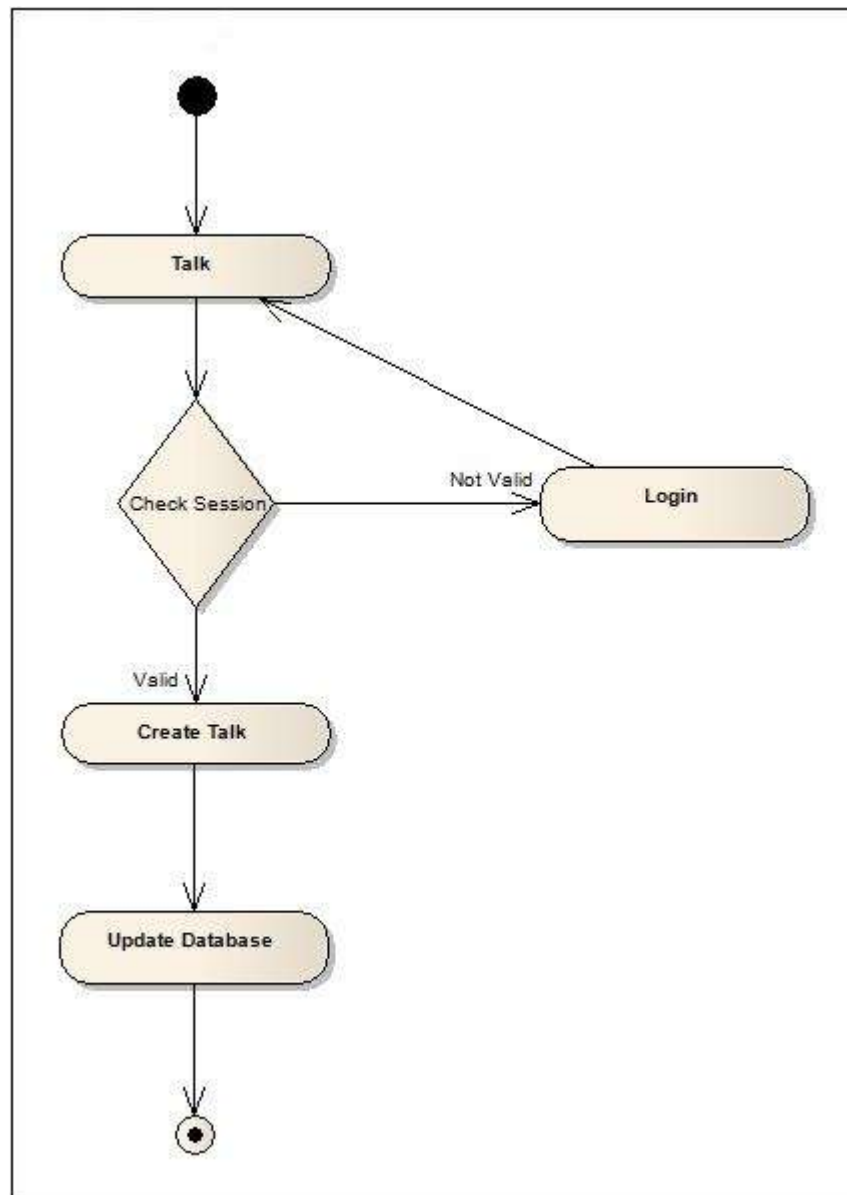 Talk
Check Session
Not Valid
Login
Valid
Create Talk
Update Database